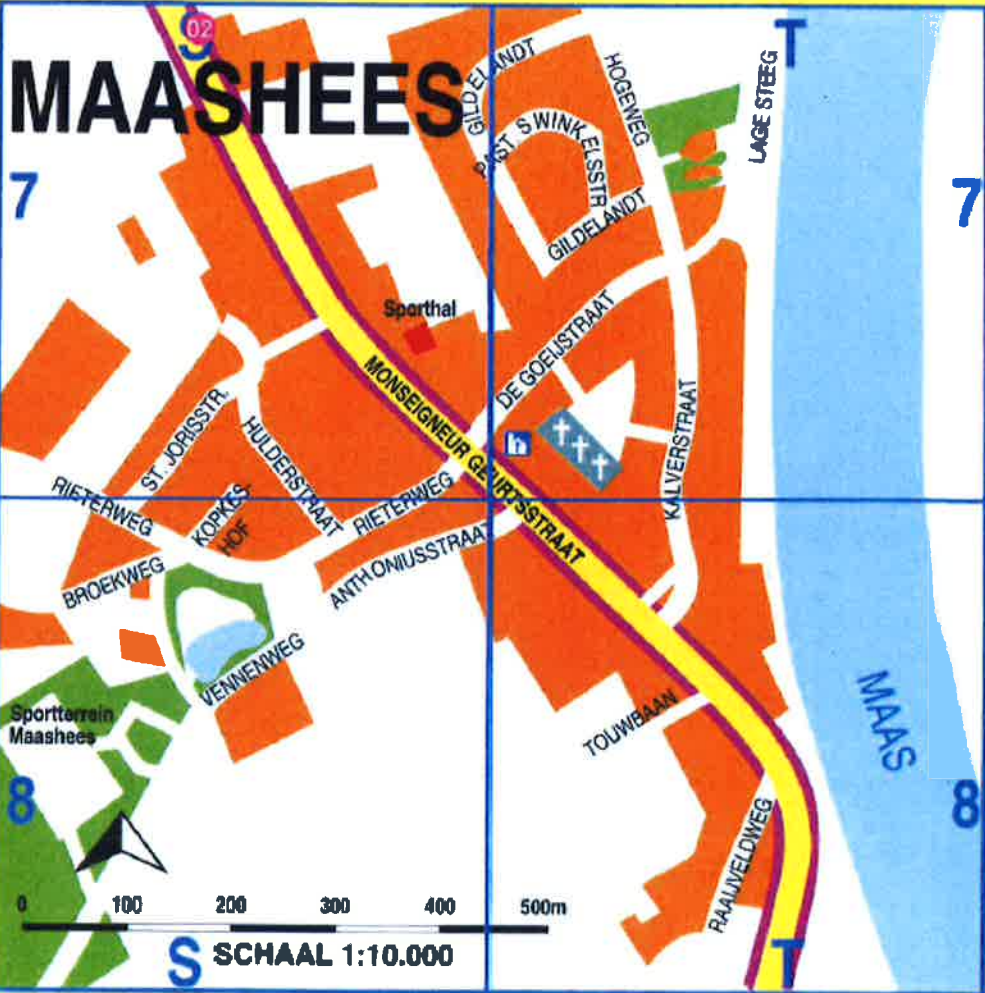 S
02
T
MAASHEES
GILDELANDT
HOGEWEG
LAGE STEEG
PAST SWINKELSSTR
7
7
GILDELANDT
Sporthal
DE GOEIJSTRAAT
MONSEIGNEUR GEURTSSTRAAT
ST. JORISSTR.
HULDERSTRAAT
h
KALVERSTRAAT
RIETERWEG
KOPKES-
HOF
RIETERWEG
ANTHONIUSSTRAAT
BROEKWEG
VENNENWEG
Sportterrein
Maashees
TOUWBAAN
MAAS
8
8
RAAIJVELDWEG
0 100 200 300 400 500m
S
SCHAAL 1:10.000
T